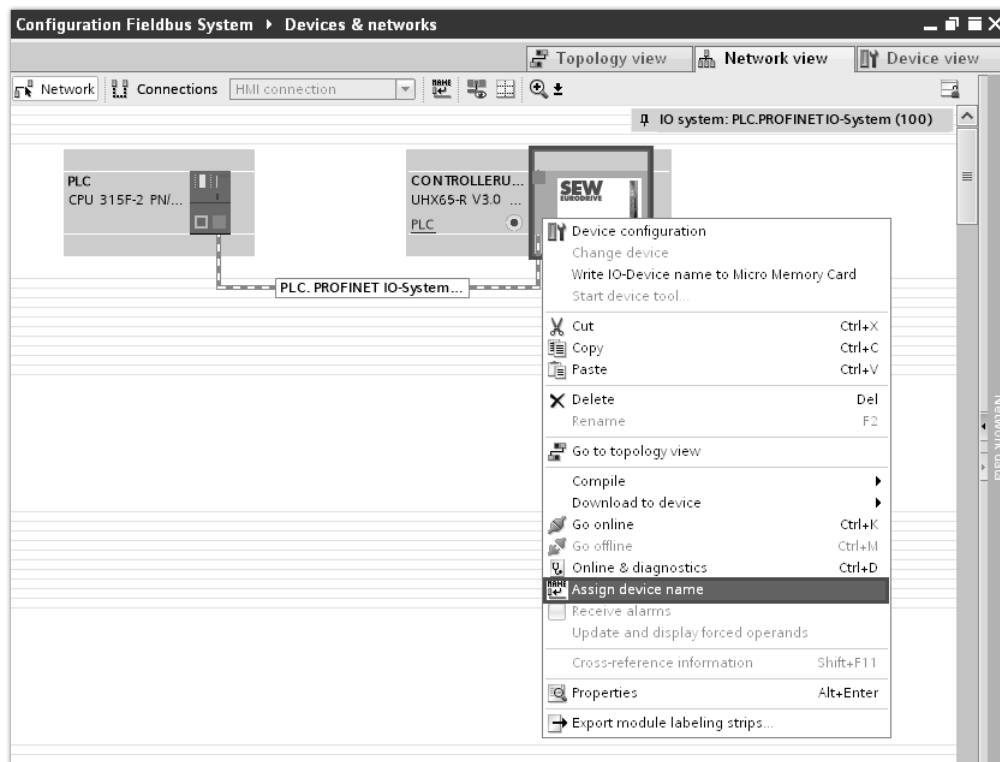 Configuration Fieldbus System ▸ Devices & networks
Topology view
Network view
Device view
Network
Connections
HMI connection
IO system: PLC.PROFINET IO-System (100)
PLC
CPU 315F-2 PN/...
CONTROLLERU...
UHX65-R V3.0 ...
PLC
SEW
EURODRIVE
PLC. PROFINET IO-System...
Device configuration
Change device
Write IO-Device name to Micro Memory Card
Start device tool...
Cut Ctrl+X
Copy Ctrl+C
Paste Ctrl+V
Delete Del
Rename F2
Go to topology view
Compile
Download to device
Go online Ctrl+K
Go offline Ctrl+M
Online & diagnostics Ctrl+D
Assign device name
Receive alarms
Update and display forced operands
Cross-reference information Shift+F11
Properties Alt+Enter
Export module labeling strips...
Network data